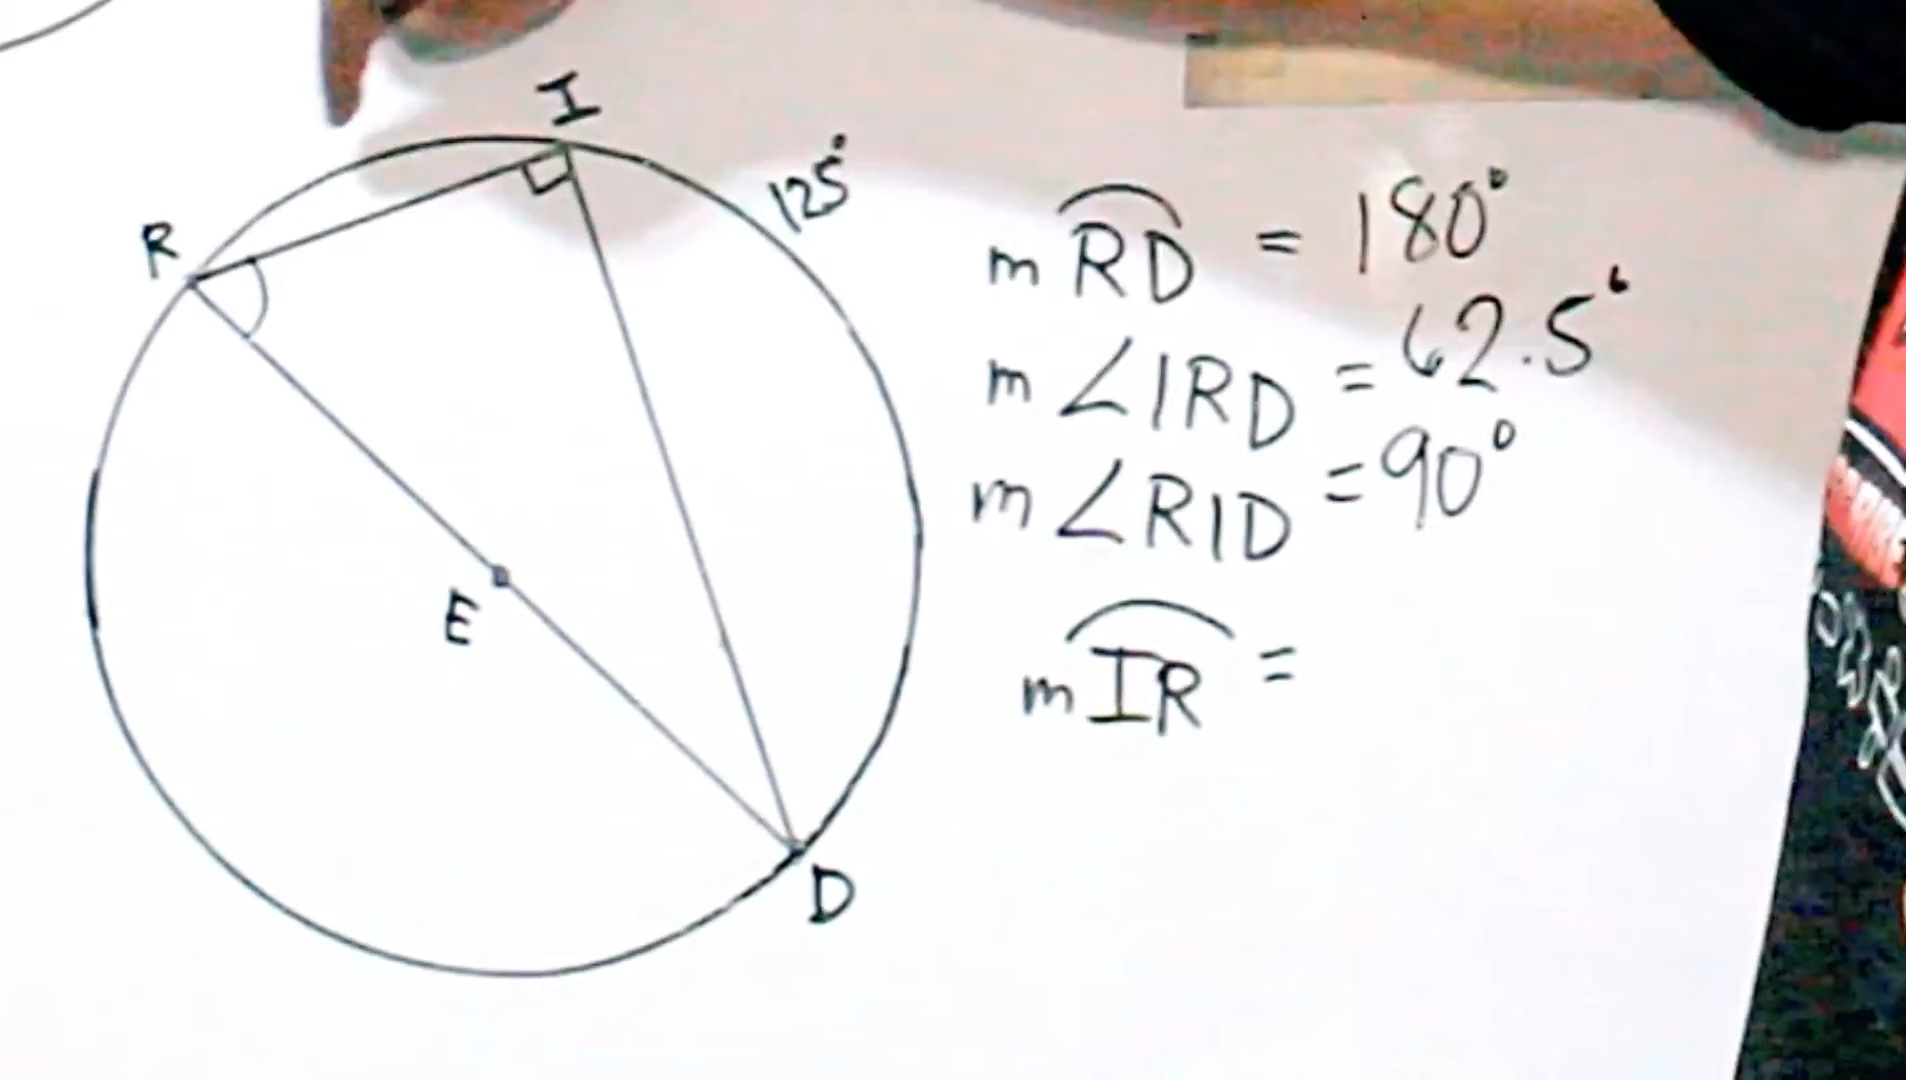 I
125°
R
E
D
m RD = 180°
m ∠IRD = 62.5°
m ∠RID = 90°
m IR =